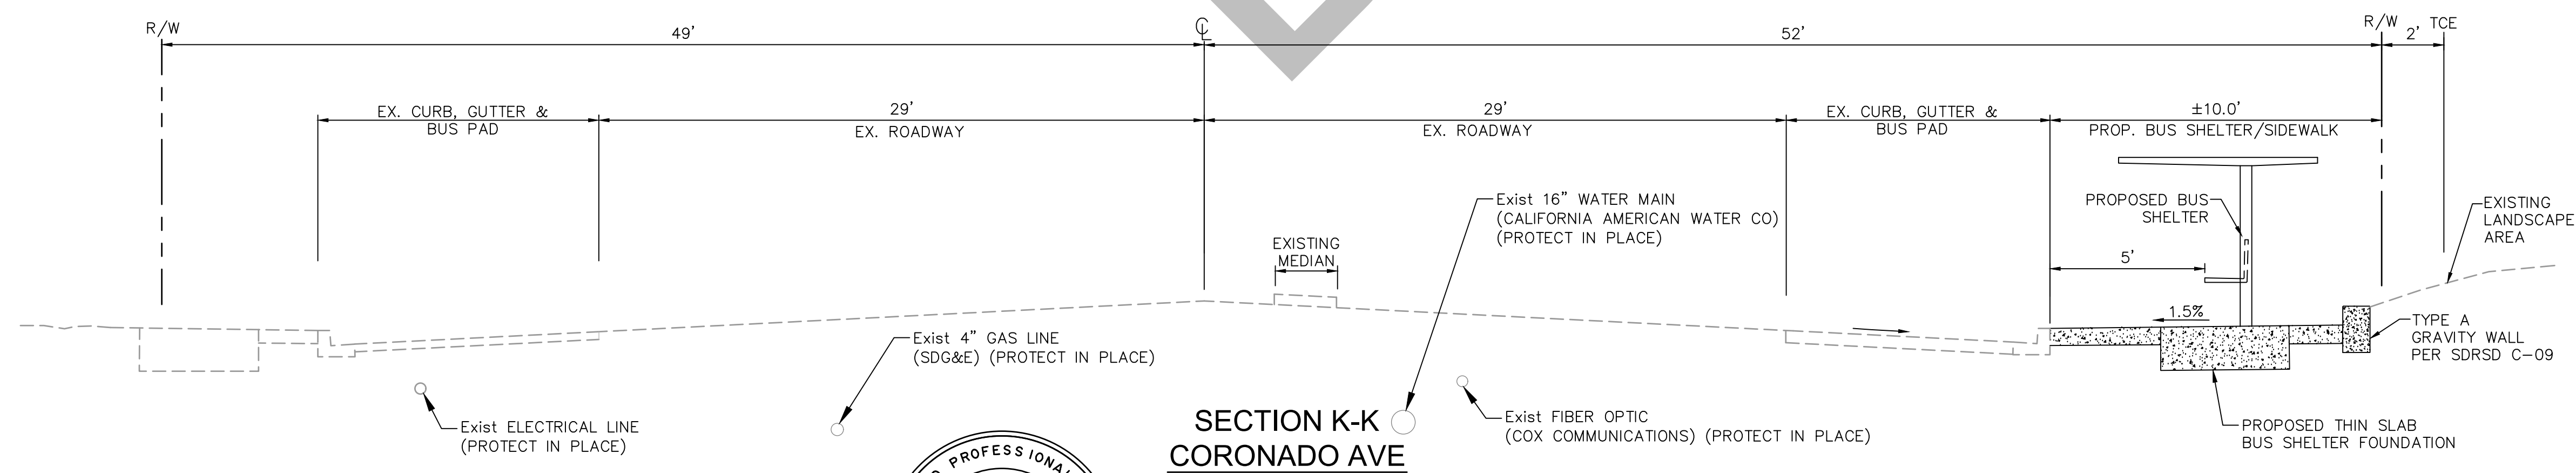 R/W
49'
℄
52'
R/W
2'
TCE
EX. CURB, GUTTER &
BUS PAD
29'
EX. ROADWAY
29'
EX. ROADWAY
EX. CURB, GUTTER &
BUS PAD
±10.0'
PROP. BUS SHELTER/SIDEWALK
PROPOSED BUS
SHELTER
EXISTING
LANDSCAPE
AREA
Exist 16" WATER MAIN
(CALIFORNIA AMERICAN WATER CO)
(PROTECT IN PLACE)
EXISTING
MEDIAN
5'
1.5%
TYPE A
GRAVITY WALL
PER SDRSD C-09
Exist 4" GAS LINE
(SDG&E) (PROTECT IN PLACE)
Exist ELECTRICAL LINE
(PROTECT IN PLACE)
Exist FIBER OPTIC
(COX COMMUNICATIONS) (PROTECT IN PLACE)
PROPOSED THIN SLAB
BUS SHELTER FOUNDATION
SECTION K-K
CORONADO AVE
PROFESSIONAL